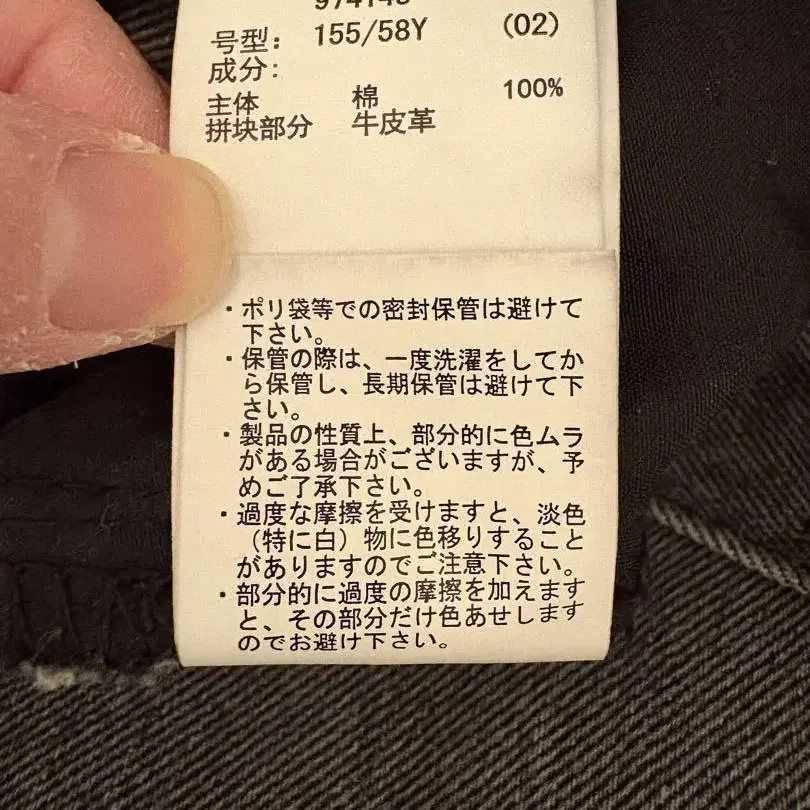 号型: 155/58Y (02)
成分:
主体 棉 100%
拼块部分 牛皮革
・ポリ袋等での密封保管は避けて
下さい。
・保管の際は、一度洗濯をしてか
ら保管し、長期保管は避けて下
さい。
・製品の性質上、部分的に色ムラ
がある場合がございますが、予
めご了承下さい。
・過度な摩擦を受けますと、淡色
(特に白)物に色移りすること
がありますのでご注意下さい。
・部分的に過度の摩擦を加えます
と、その部分だけ色あせします
のでお避け下さい。